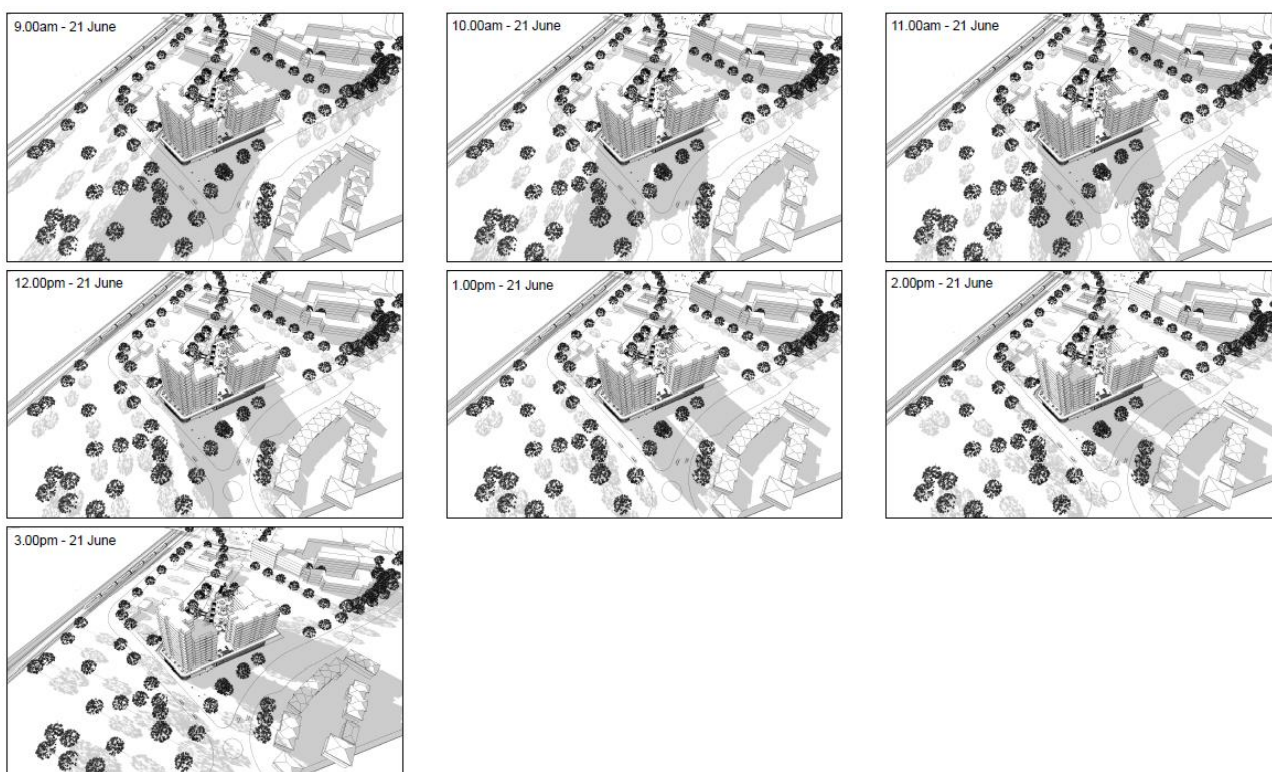 9.00am - 21 June
10.00am - 21 June
11.00am - 21 June
12.00pm - 21 June
1.00pm - 21 June
2.00pm - 21 June
3.00pm - 21 June